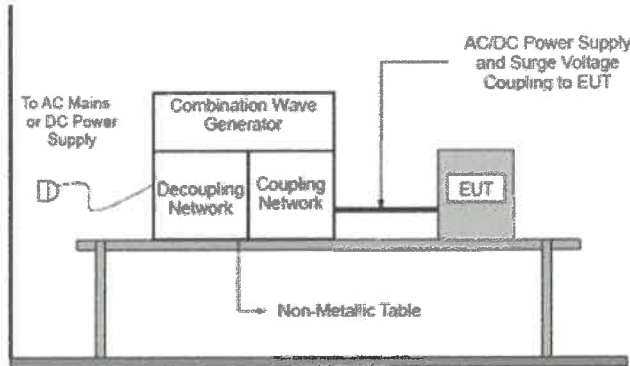 AC/DC Power Supply
and Surge Voltage
Coupling to EUT
To AC Mains
or DC Power
Supply
Combination Wave
Generator
Decoupling
Network
Coupling
Network
EUT
Non-Metallic Table